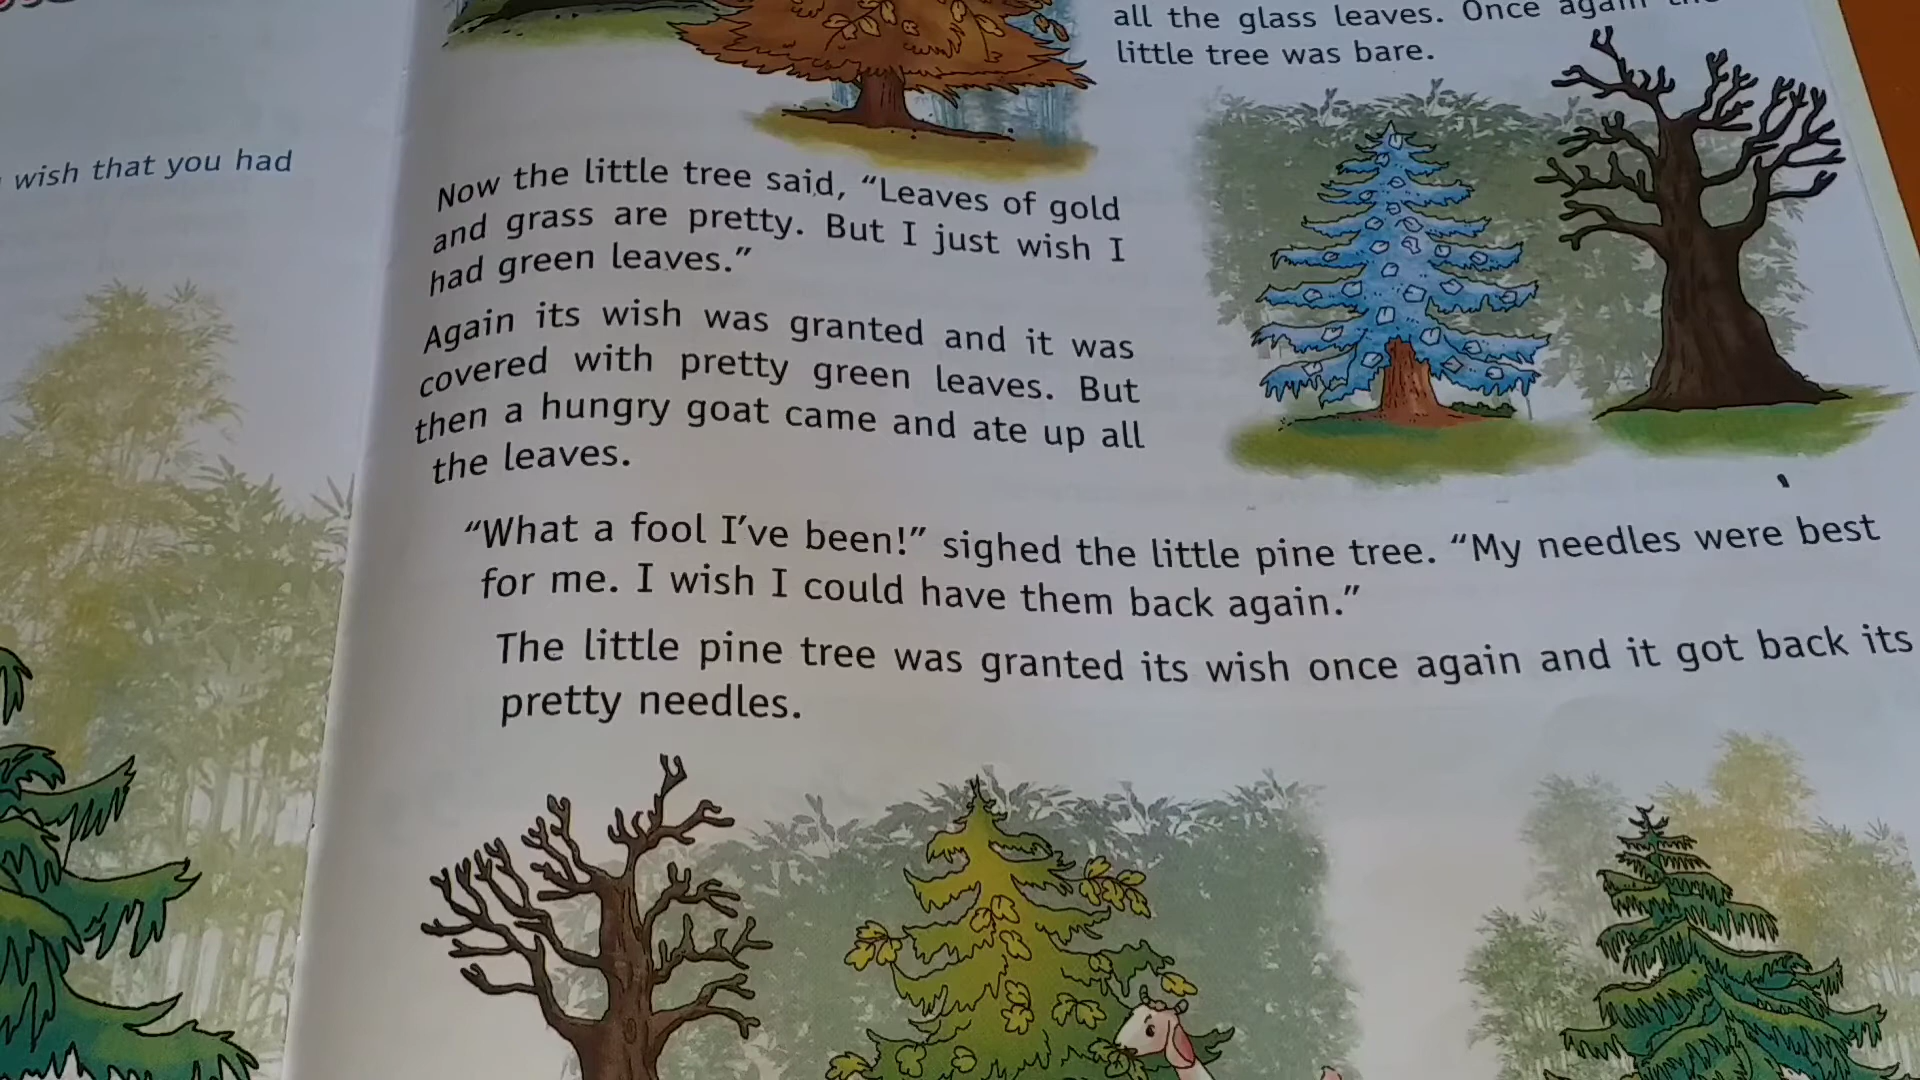 wish that you had
all the glass leaves. Once again
little tree was bare.
Now the little tree said, “Leaves of gold
and grass are pretty. But I just wish I
had green leaves.”
Again its wish was granted and it was
covered with pretty green leaves. But
then a hungry goat came and ate up all
the leaves.
“What a fool I’ve been!” sighed the little pine tree. “My needles were best
for me. I wish I could have them back again.”
The little pine tree was granted its wish once again and it got back its
pretty needles.